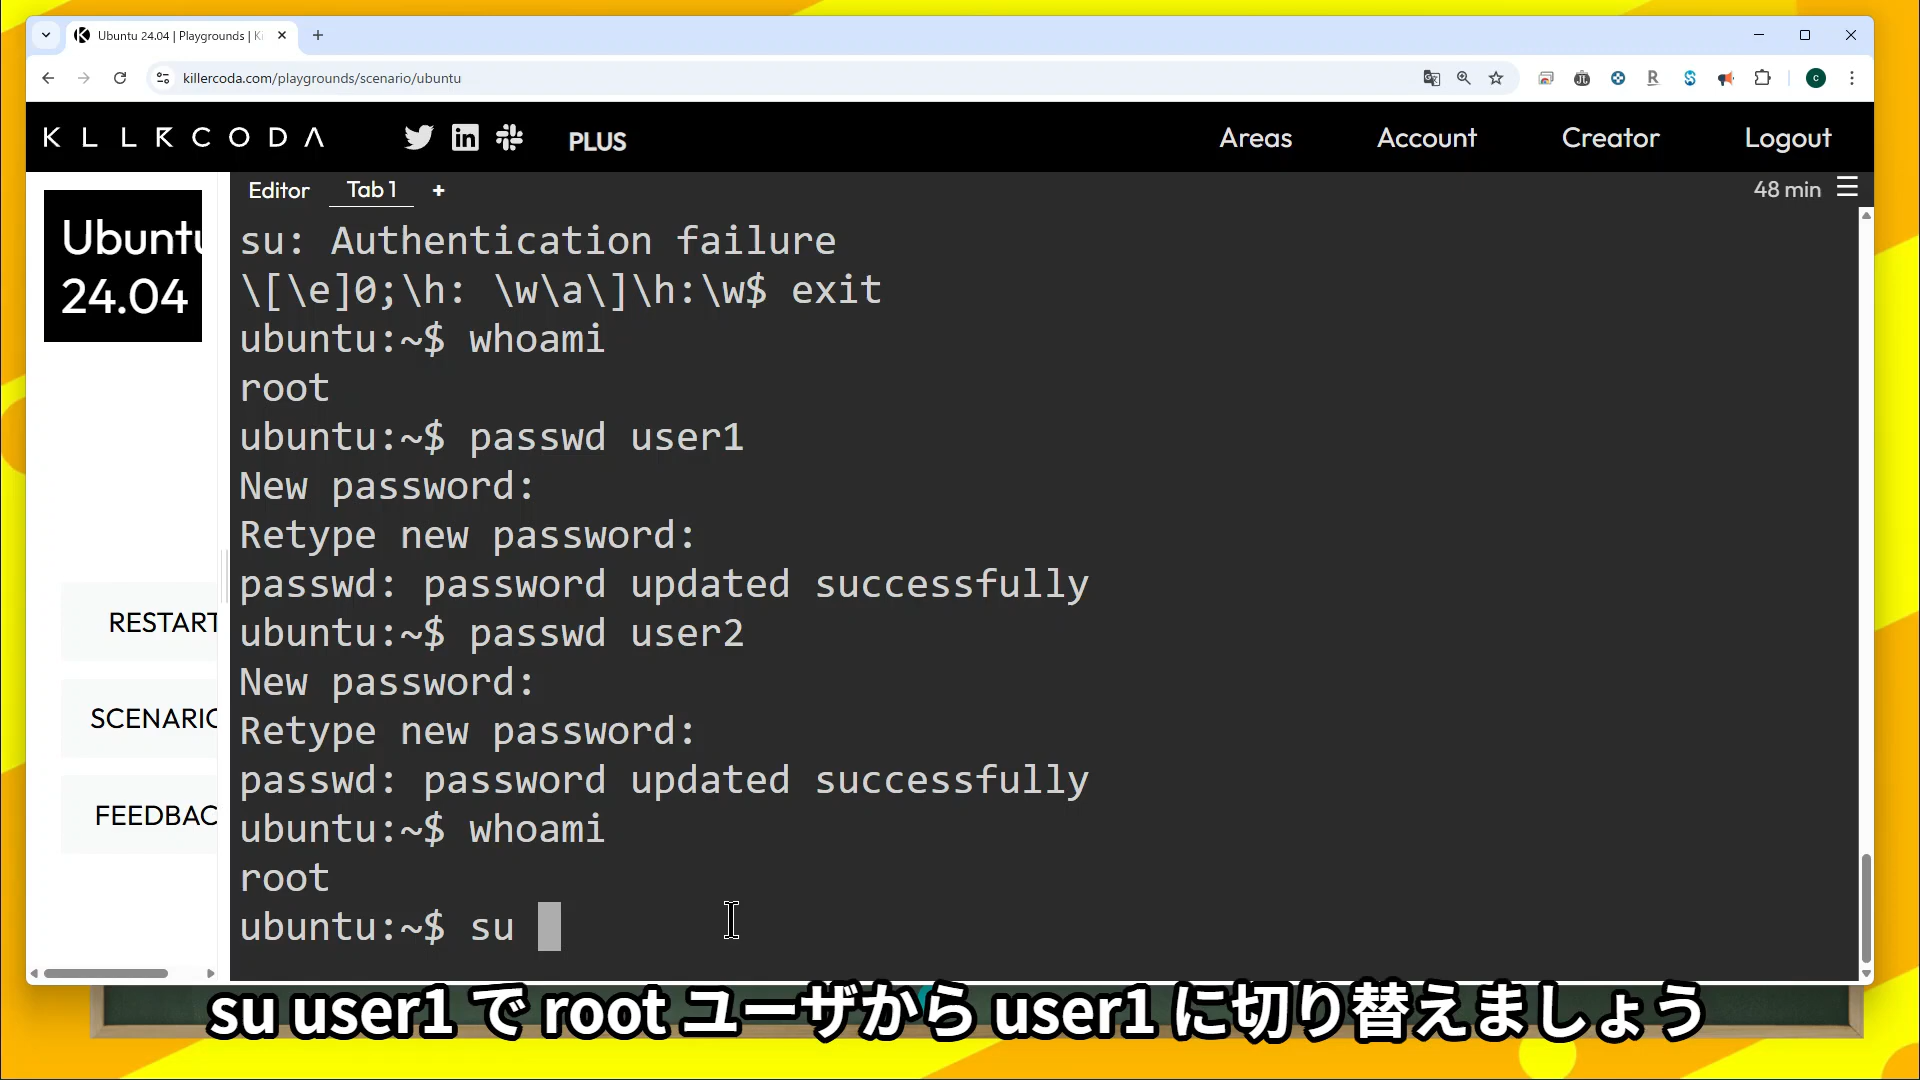 Ubuntu 24.04 | Playgrounds | Ki
killercoda.com/playgrounds/scenario/ubuntu
KLLRCODA
PLUS
Areas
Account
Creator
Logout
Editor
Tab 1
+
48 min
Ubuntu
24.04
RESTART
SCENARIO
FEEDBAC
su: Authentication failure
\[\e]0;\h: \w\a\]\h:\w$ exit
ubuntu:~$ whoami
root
ubuntu:~$ passwd user1
New password:
Retype new password:
passwd: password updated successfully
ubuntu:~$ passwd user2
New password:
Retype new password:
passwd: password updated successfully
ubuntu:~$ whoami
root
ubuntu:~$ su
su user1 で root ユーザから user1 に切り替えましょう